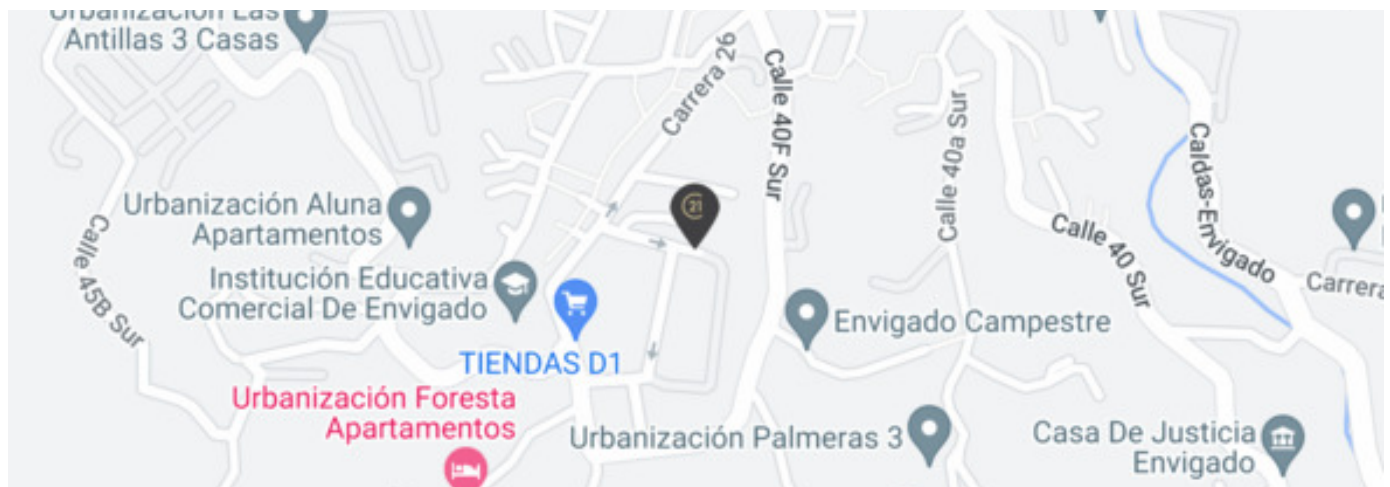 Urbanización Las
Antillas 3 Casas
Carrera 26
Calle 40F Sur
Calle 40a Sur
Caldas-Envigado
21
Urbanización Aluna
Apartamentos
Calle 45B Sur
Calle 40 Sur
Institución Educativa
Comercial De Envigado
Carrera
Envigado Campestre
TIENDAS D1
Urbanización Foresta
Apartamentos
Urbanización Palmeras 3
Casa De Justicia
Envigado